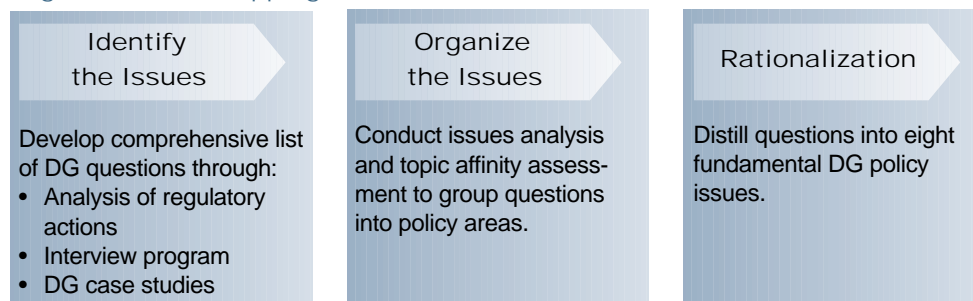 Identify
the Issues
Develop comprehensive list
of DG questions through:
• Analysis of regulatory
actions
• Interview program
• DG case studies
Organize
the Issues
Conduct issues analysis
and topic affinity assess-
ment to group questions
into policy areas.
Rationalization
Distill questions into eight
fundamental DG policy
issues.